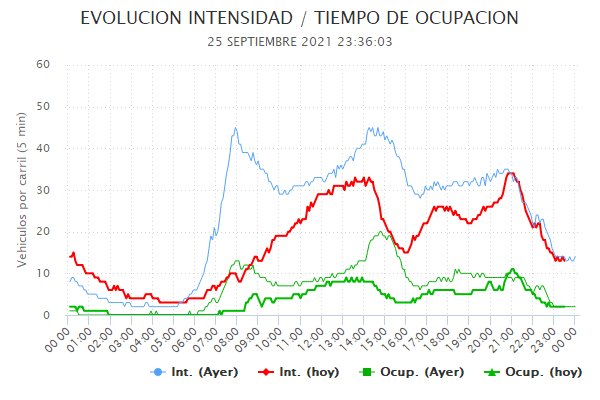 EVOLUCION INTENSIDAD / TIEMPO DE OCUPACION
25 SEPTIEMBRE 2021 23:36:03
Vehiculos por carril (5 min)
60
50
40
30
20
10
0
00:00 01:00 02:00 03:00 04:00 05:00 06:00 07:00 08:00 09:00 10:00 11:00 12:00 13:00 14:00 15:00 16:00 17:00 18:00 19:00 20:00 21:00 22:00 23:00 00:00
Int. (Ayer) Int. (hoy) Ocup. (Ayer) Ocup. (hoy)